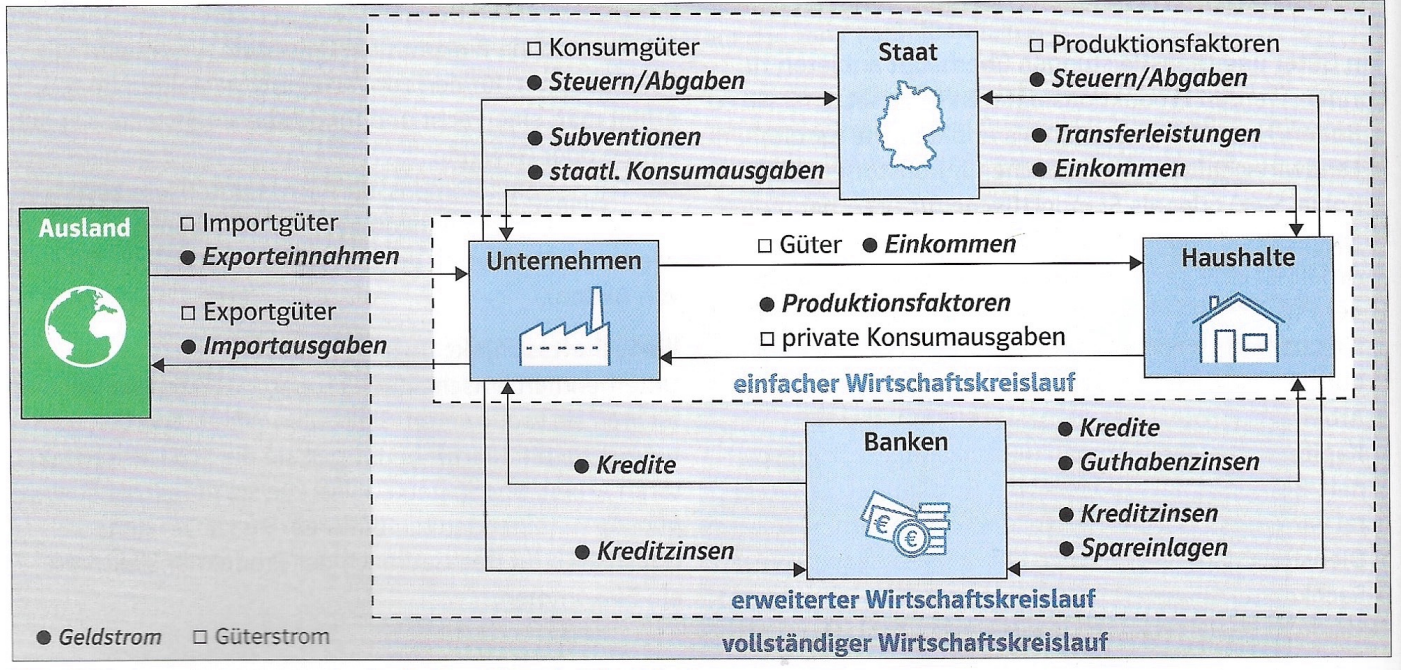 □ Konsumgüter
● Steuern/Abgaben
● Subventionen
● staatl. Konsumausgaben
Staat
□ Produktionsfaktoren
● Steuern/Abgaben
● Transferleistungen
● Einkommen
Ausland
□ Importgüter
● Exporteinnahmen
□ Exportgüter
● Importausgaben
Unternehmen
□ Güter ● Einkommen
● Produktionsfaktoren
□ private Konsumausgaben
einfacher Wirtschaftskreislauf
Haushalte
● Kredite
● Kreditzinsen
Banken
€ €
● Kredite
● Guthabenzinsen
● Kreditzinsen
● Spareinlagen
erweiterter Wirtschaftskreislauf
● Geldstrom □ Güterstrom
vollständiger Wirtschaftskreislauf